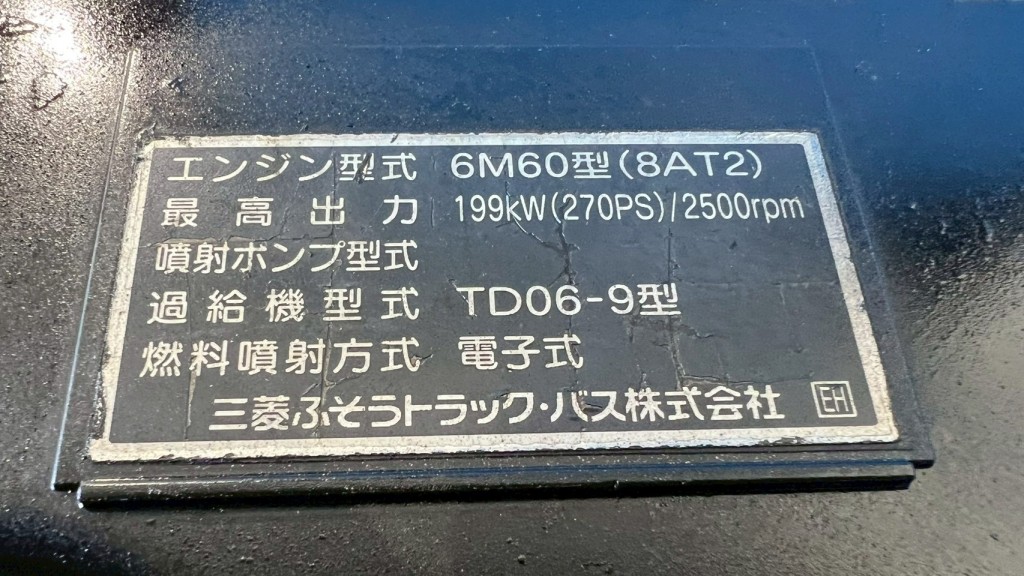 エンジン型式 6M60型(8AT2)
最高出力 199kW(270PS)/2500rpm
噴射ポンプ型式
過給機型式 TD06-9型
燃料噴射方式 電子式
三菱ふそうトラック・バス株式会社 EH